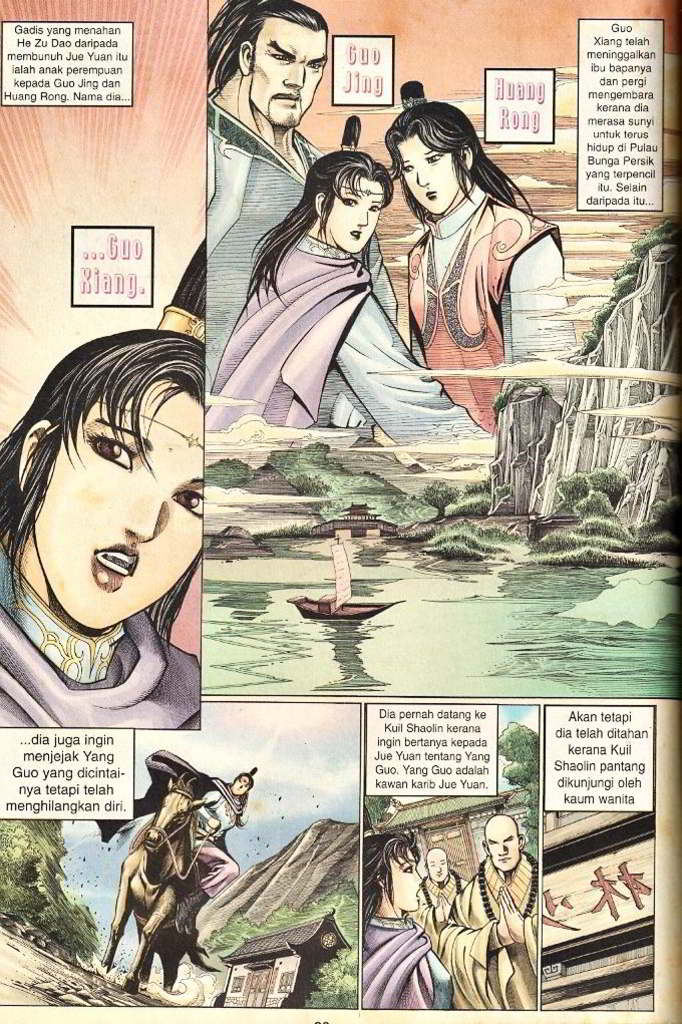 Gadis yang menahan
He Zu Dao daripada
membunuh Jue Yuan itu
ialah anak perempuan
kepada Guo Jing dan
Huang Rong. Nama dia...
...Guo
Xiang.
Guo
Jing
Huang
Rong
Guo
Xiang telah
meninggalkan
ibu bapanya
dan pergi
mengembara
kerana dia
merasa sunyi
untuk terus
hidup di Pulau
Bunga Persik
yang terpencil
itu. Selain
daripada itu...
...dia juga ingin
menjejak Yang
Guo yang dicintai-
nya tetapi telah
menghilangkan diri.
Dia pernah datang ke
Kuil Shaolin kerana
ingin bertanya kepada
Jue Yuan tentang Yang
Guo. Yang Guo adalah
kawan karib Jue Yuan.
Akan tetapi
dia telah ditahan
kerana Kuil
Shaolin pantang
dikunjungi oleh
kaum wanita
少林